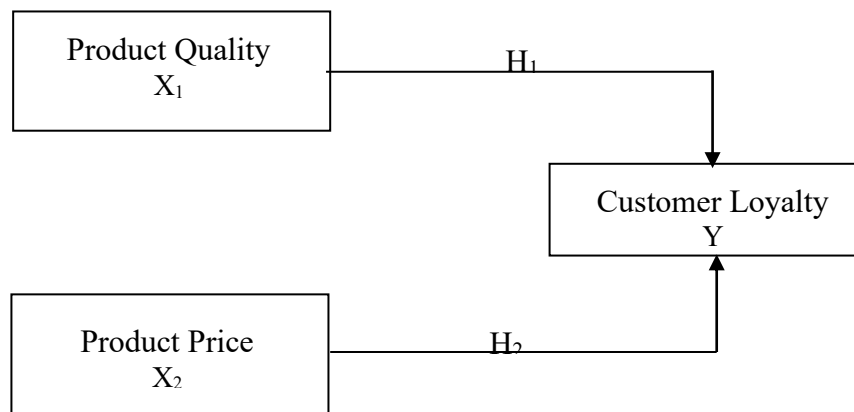 Product Quality
X₁
H₁
Customer Loyalty
Y
Product Price
H₂
X₂